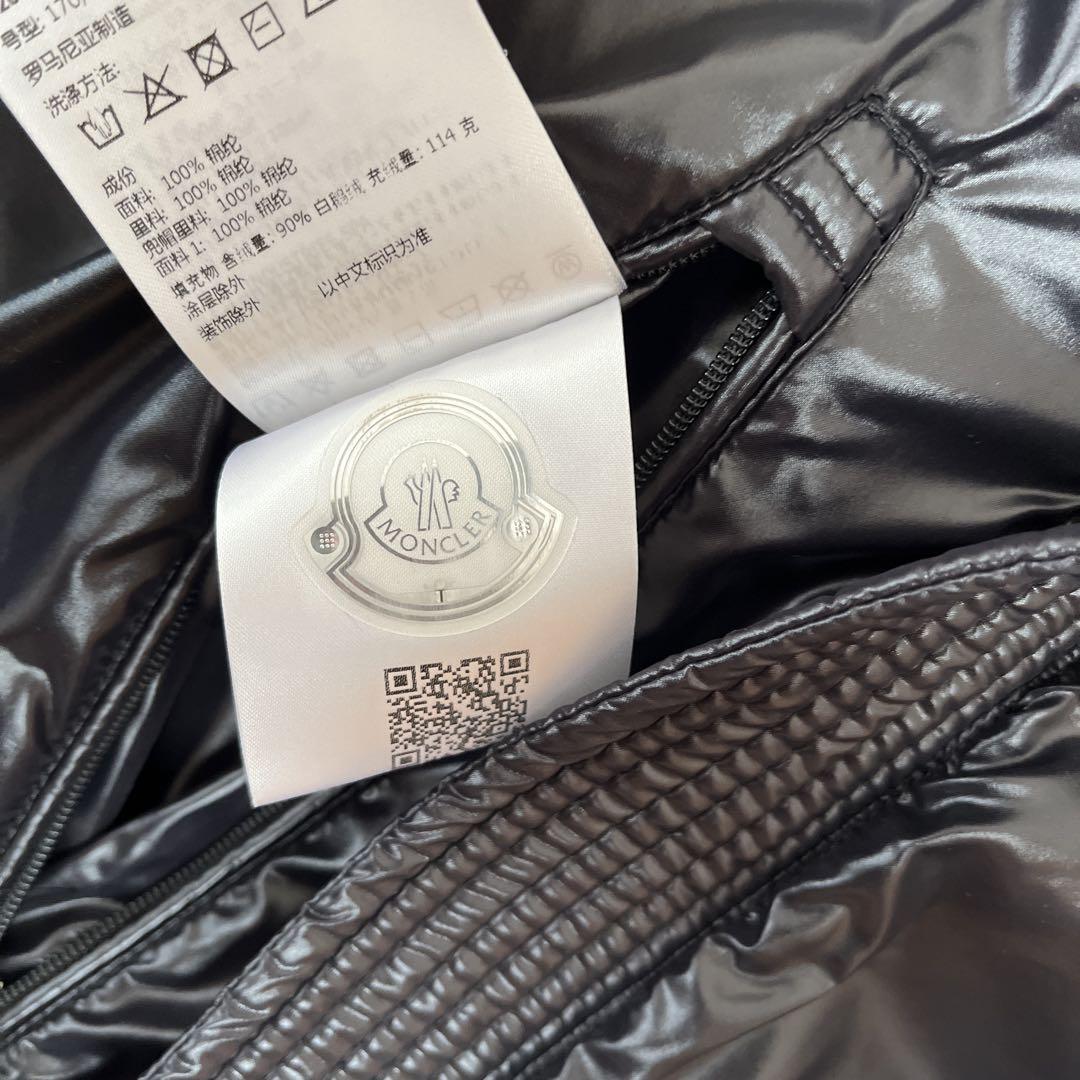 号型: 170/
罗马尼亚制造
洗涤方法:
成份
面料: 100% 锦纶
里料: 100% 锦纶
兜帽里料: 100% 锦纶
面料 1: 100% 锦纶
填充物 含绒量: 90% 白鹅绒 充绒量: 114 克
涂层除外
装饰除外 以中文标识为准
MONCLER